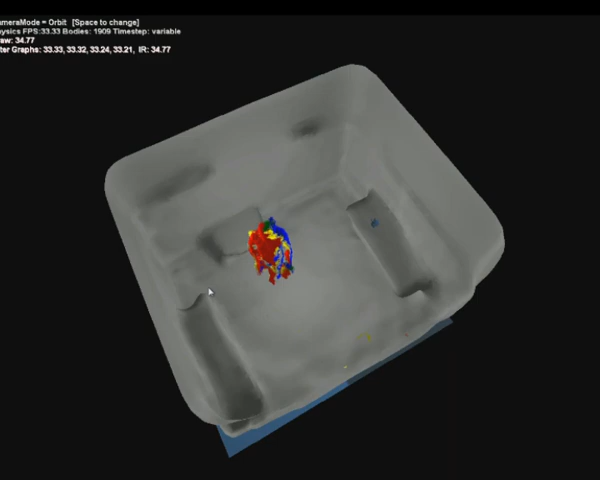 ameraMode = Orbit [Space to change]
hysics FPS:33.33 Bodies: 1909 Timestep: variable
aw: 34.77
ter Graphs: 33.33, 33.32, 33.24, 33.21, IR: 34.77